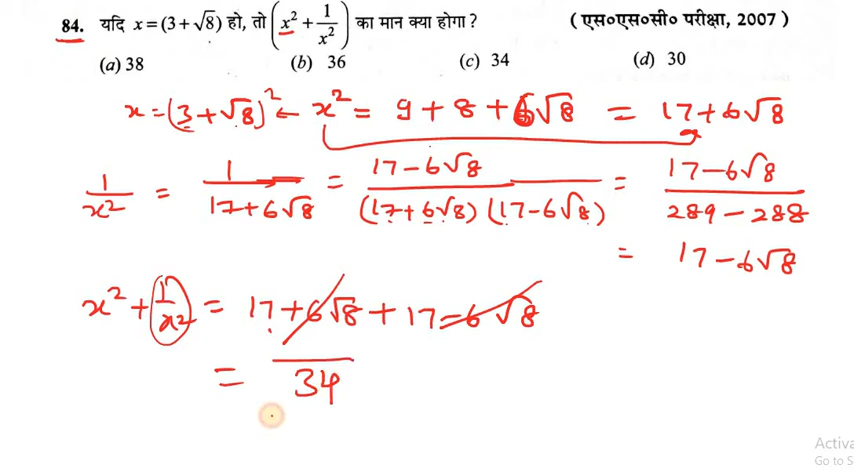 84. यदि x = (3 + √8) हो, तो (x² + 1/x²) का मान क्या होगा ? ( एस०एस०सी० परीक्षा, 2007 )
(a) 38 (b) 36 (c) 34 (d) 30
x = (3 + √8)² ← x² = 9 + 8 + 6√8 = 17 + 6√8
1/x² = 1/(17 + 6√8) = (17 - 6√8)/((17 + 6√8) (17 - 6√8)) = (17 - 6√8)/(289 - 288)
= 17 - 6√8
x² + 1/x² = 17 + 6√8 + 17 - 6√8
= 34
Activa
Go to S